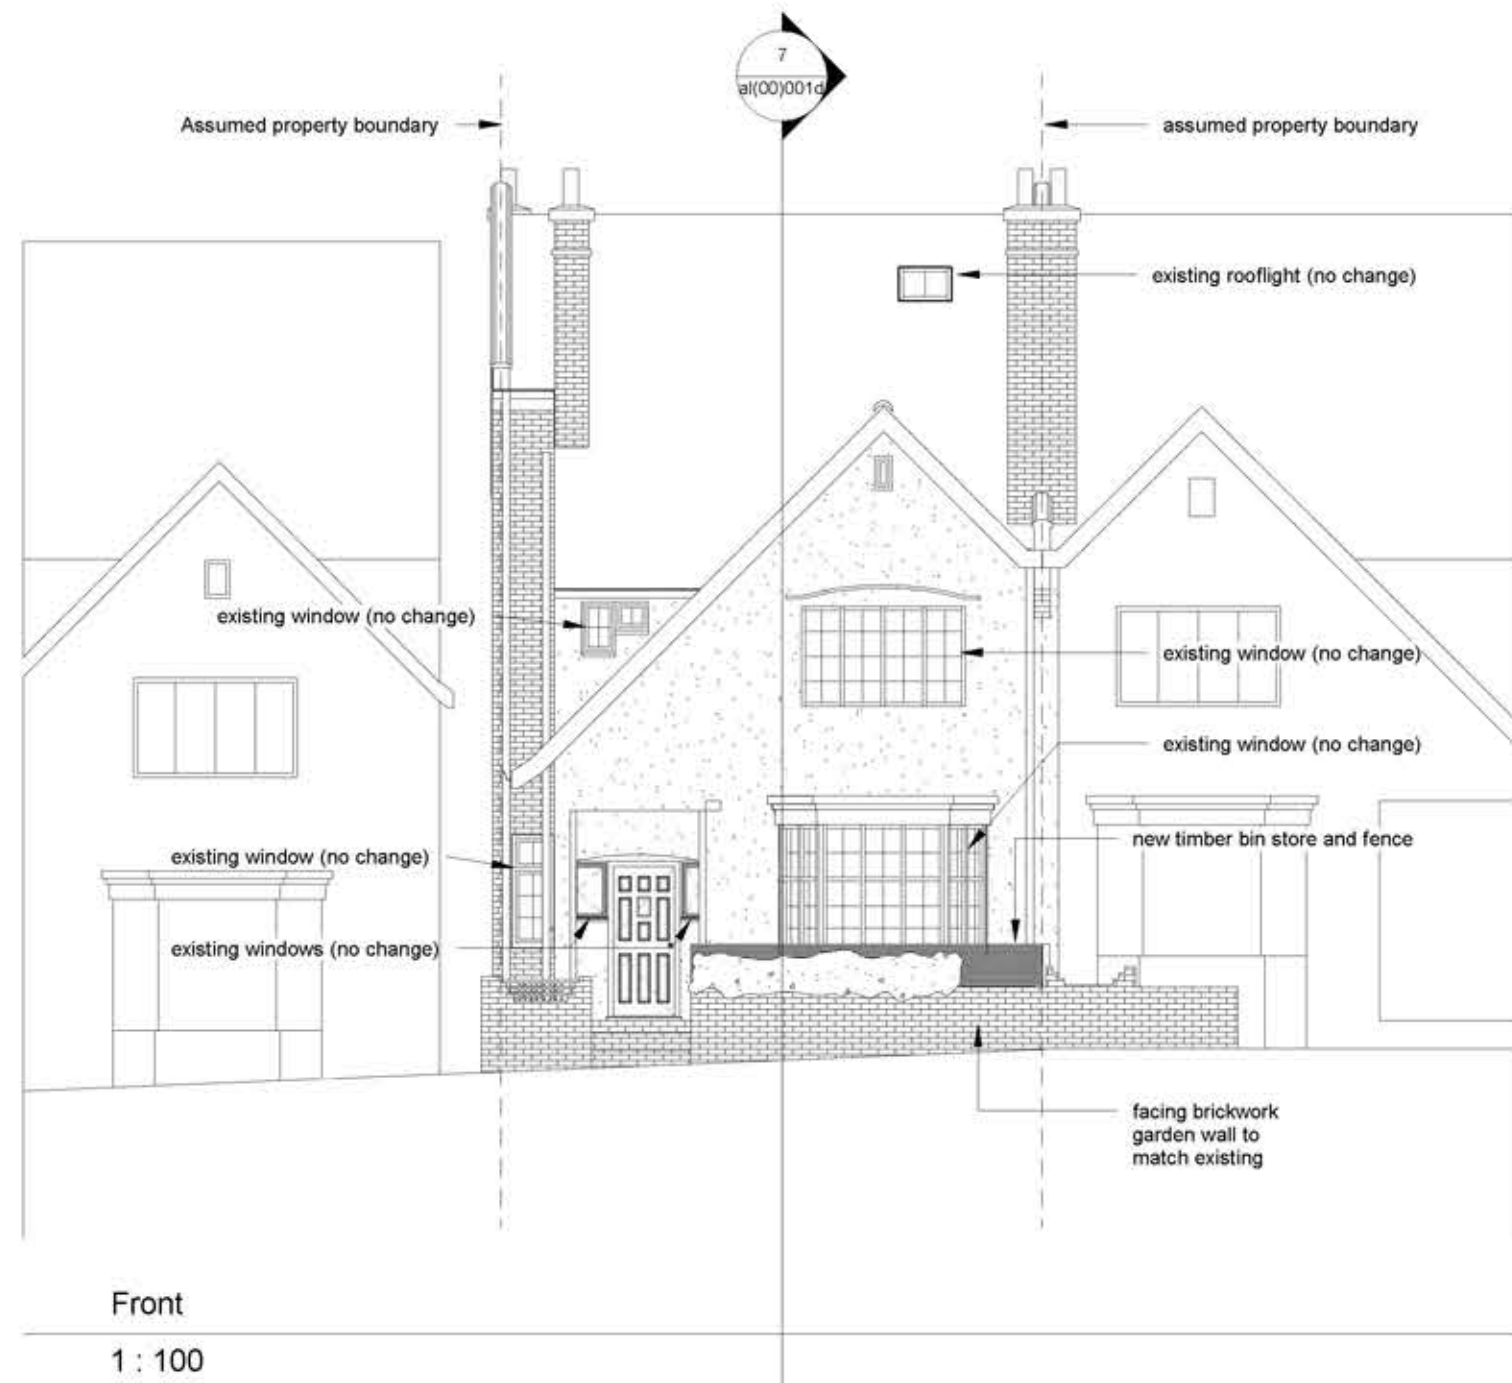 7
al(00)001d
Assumed property boundary
assumed property boundary
existing rooflight (no change)
existing window (no change)
existing window (no change)
existing window (no change)
new timber bin store and fence
existing window (no change)
existing windows (no change)
facing brickwork
garden wall to
match existing
Front
1 : 100